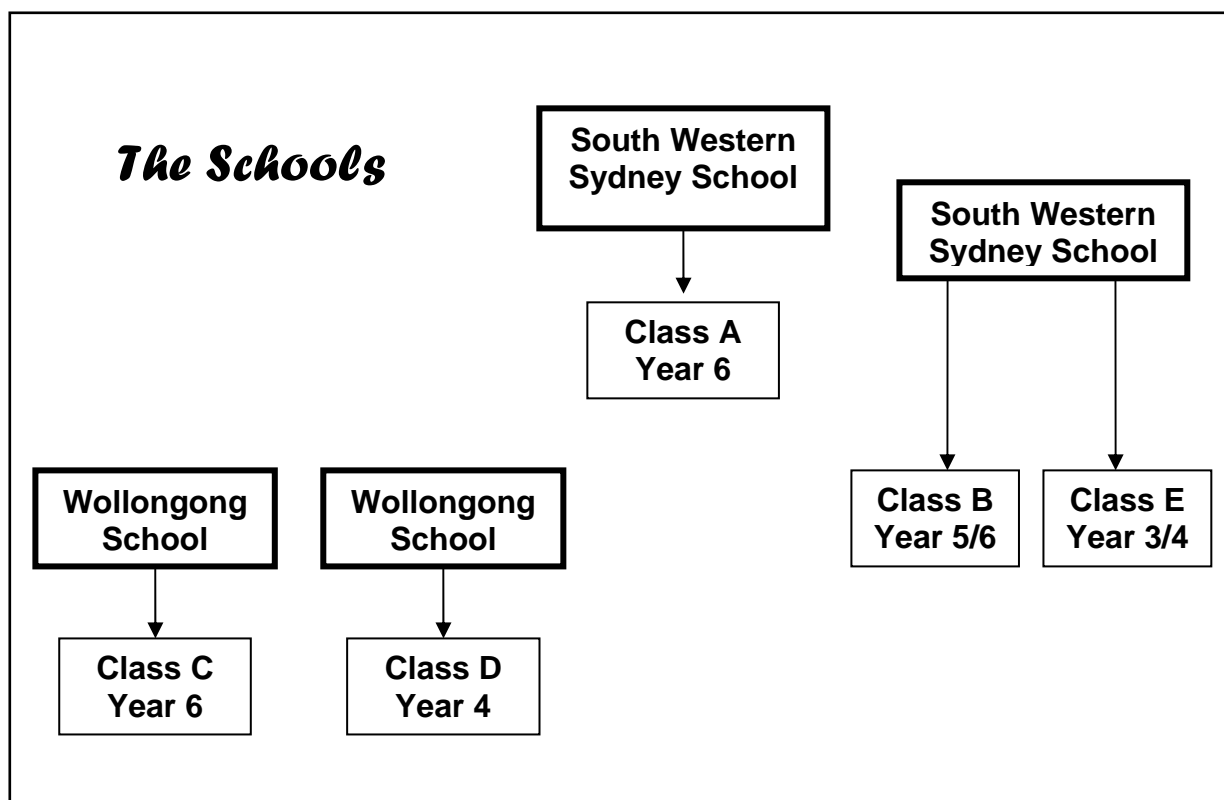 The Schools
South Western
Sydney School
South Western
Sydney School
Class A
Year 6
Wollongong
School
Wollongong
School
Class B
Year 5/6
Class E
Year 3/4
Class C
Year 6
Class D
Year 4